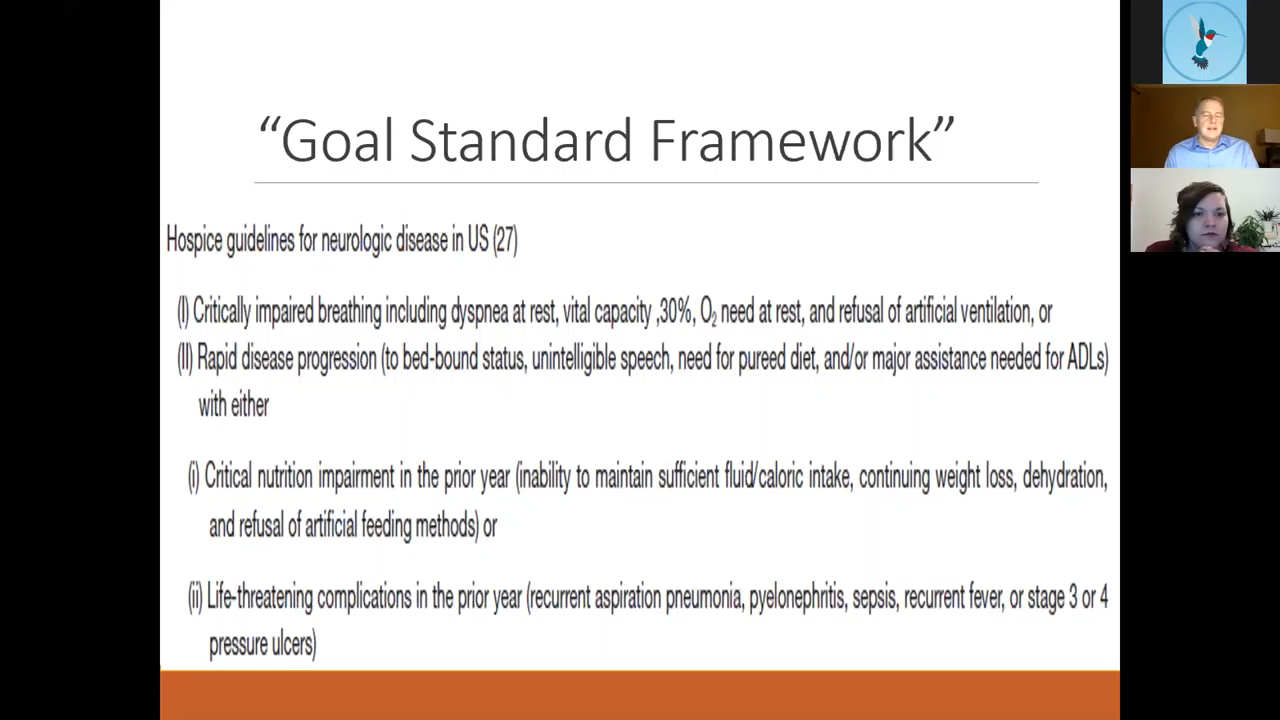 “Goal Standard Framework”
Hospice guidelines for neurologic disease in US (27)
(I) Critically impaired breathing including dyspnea at rest, vital capacity ,30%, O₂ need at rest, and refusal of artificial ventilation, or
(II) Rapid disease progression (to bed-bound status, unintelligible speech, need for pureed diet, and/or major assistance needed for ADLs)
with either
(i) Critical nutrition impairment in the prior year (inability to maintain sufficient fluid/caloric intake, continuing weight loss, dehydration,
and refusal of artificial feeding methods) or
(ii) Life-threatening complications in the prior year (recurrent aspiration pneumonia, pyelonephritis, sepsis, recurrent fever, or stage 3 or 4
pressure ulcers)